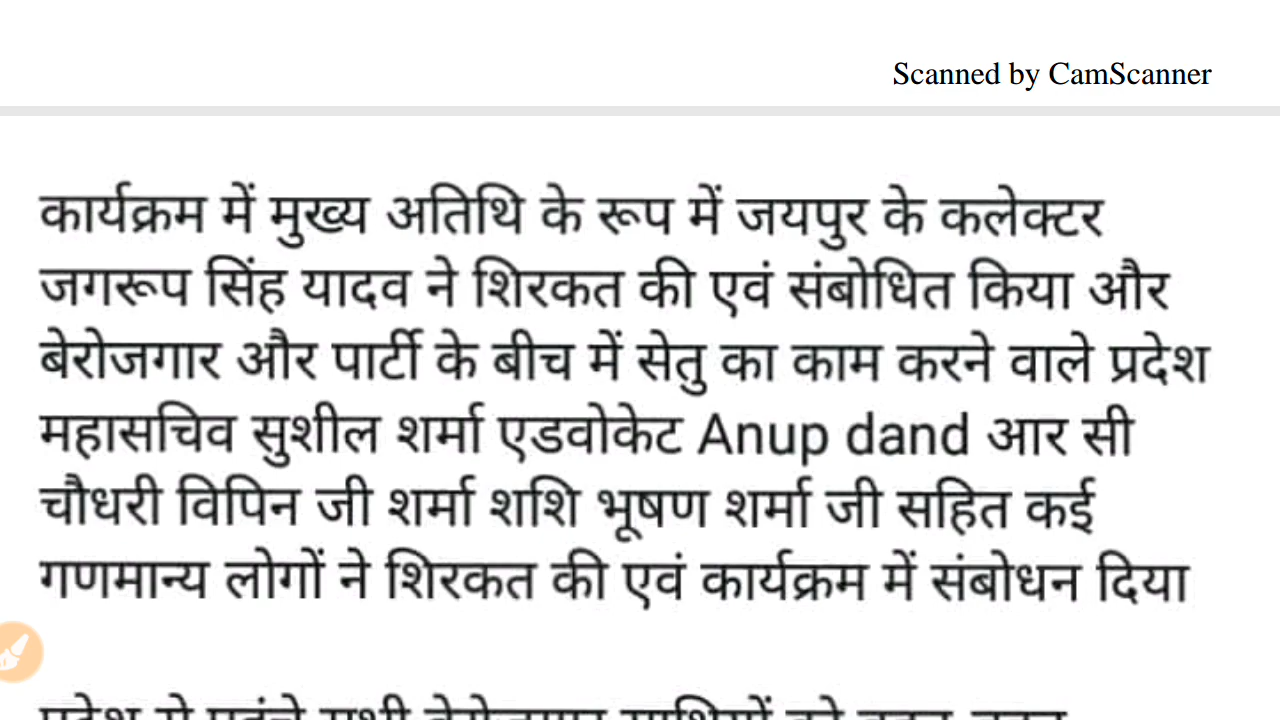 Scanned by CamScanner
कार्यक्रम में मुख्य अतिथि के रूप में जयपुर के कलेक्टर
जगरूप सिंह यादव ने शिरकत की एवं संबोधित किया और
बेरोजगार और पार्टी के बीच में सेतु का काम करने वाले प्रदेश
महासचिव सुशील शर्मा एडवोकेट Anup dand आर सी
चौधरी विपिन जी शर्मा शशि भूषण शर्मा जी सहित कई
गणमान्य लोगों ने शिरकत की एवं कार्यक्रम में संबोधन दिया